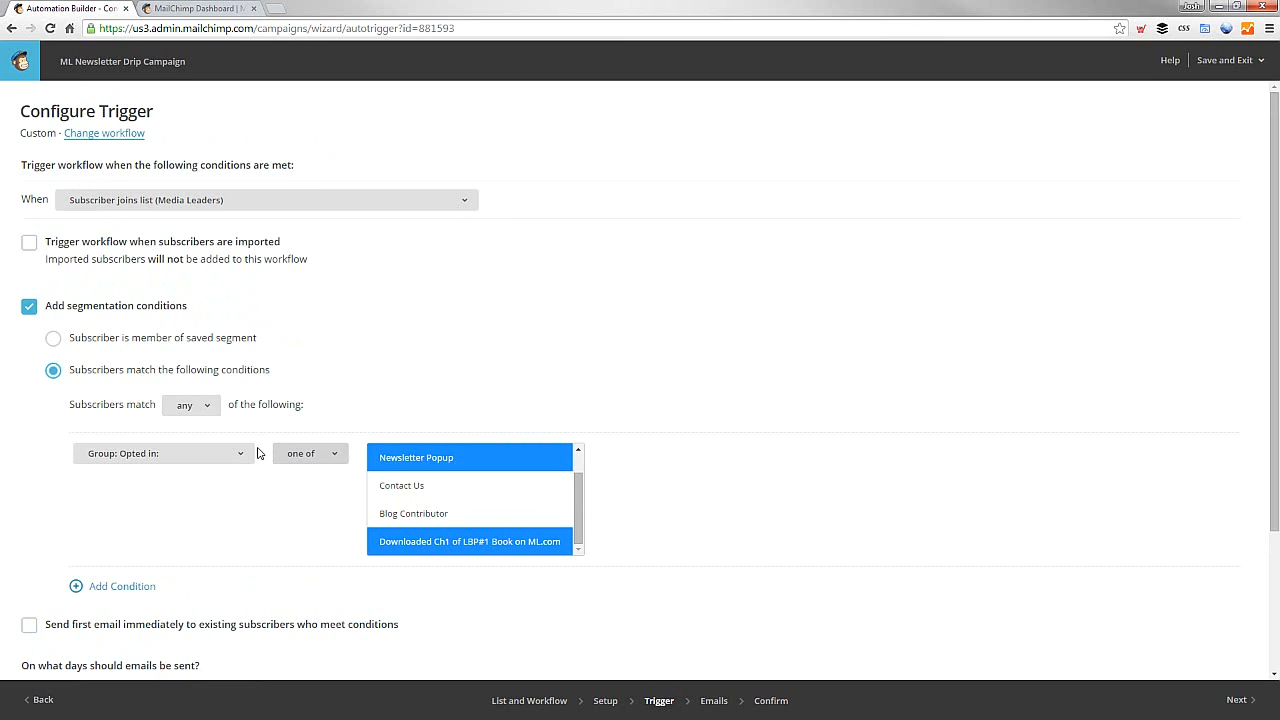 Automation Builder - Con
MailChimp Dashboard | M
Josh
https://us3.admin.mailchimp.com/campaigns/wizard/autotrigger?id=881593
css
ML Newsletter Drip Campaign
Help
Save and Exit
Configure Trigger
Custom - Change workflow
Trigger workflow when the following conditions are met:
When Subscriber joins list (Media Leaders)
Trigger workflow when subscribers are imported
Imported subscribers will not be added to this workflow
Add segmentation conditions
Subscriber is member of saved segment
Subscribers match the following conditions
Subscribers match any of the following:
Group: Opted in: one of
Newsletter Popup
Contact Us
Blog Contributor
Downloaded Ch1 of LBP#1 Book on ML.com
Add Condition
Send first email immediately to existing subscribers who meet conditions
On what days should emails be sent?
Back
List and Workflow > Setup > Trigger > Emails > Confirm
Next